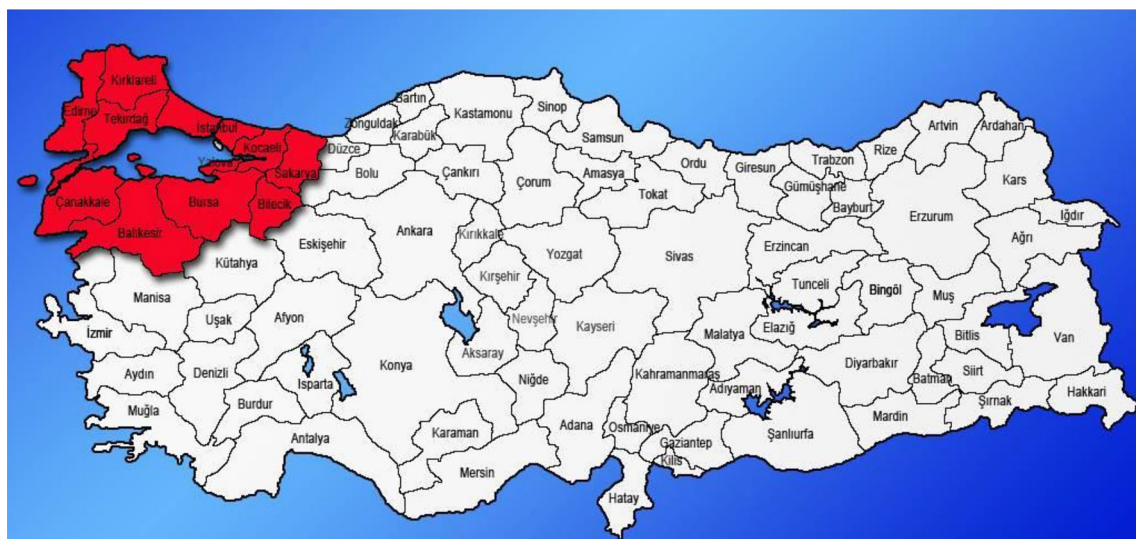 Kırklareli
Edirne
Tekirdağ
İstanbul
Kocaeli
Yalova
Sakarya
Çanakkale
Bursa
Bilecik
Balıkesir
Bartın
Zonguldak
Karabük
Kastamonu
Sinop
Samsun
Düzce
Bolu
Çankırı
Çorum
Amasya
Ordu
Tokat
Giresun
Trabzon
Gümüşhane
Bayburt
Rize
Artvin
Ardahan
Kars
Iğdır
Ağrı
Erzurum
Erzincan
Eskişehir
Ankara
Kırıkkale
Yozgat
Sivas
Kırşehir
Kütahya
Manisa
Uşak
Afyon
İzmir
Aydın
Denizli
Isparta
Burdur
Muğla
Antalya
Konya
Aksaray
Nevşehir
Kayseri
Niğde
Karaman
Mersin
Adana
Osmaniye
Kahramanmaraş
Malatya
Elazığ
Tunceli
Bingöl
Muş
Bitlis
Van
Diyarbakır
Batman
Siirt
Şırnak
Hakkari
Mardin
Adıyaman
Şanlıurfa
Gaziantep
Kilis
Hatay